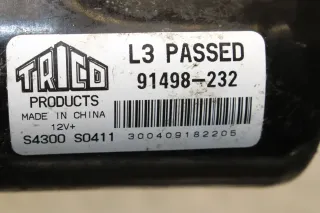 TRICO
PRODUCTS
MADE IN CHINA
12V+
S4300 S0411
L3 PASSED
91498-232
300409182205